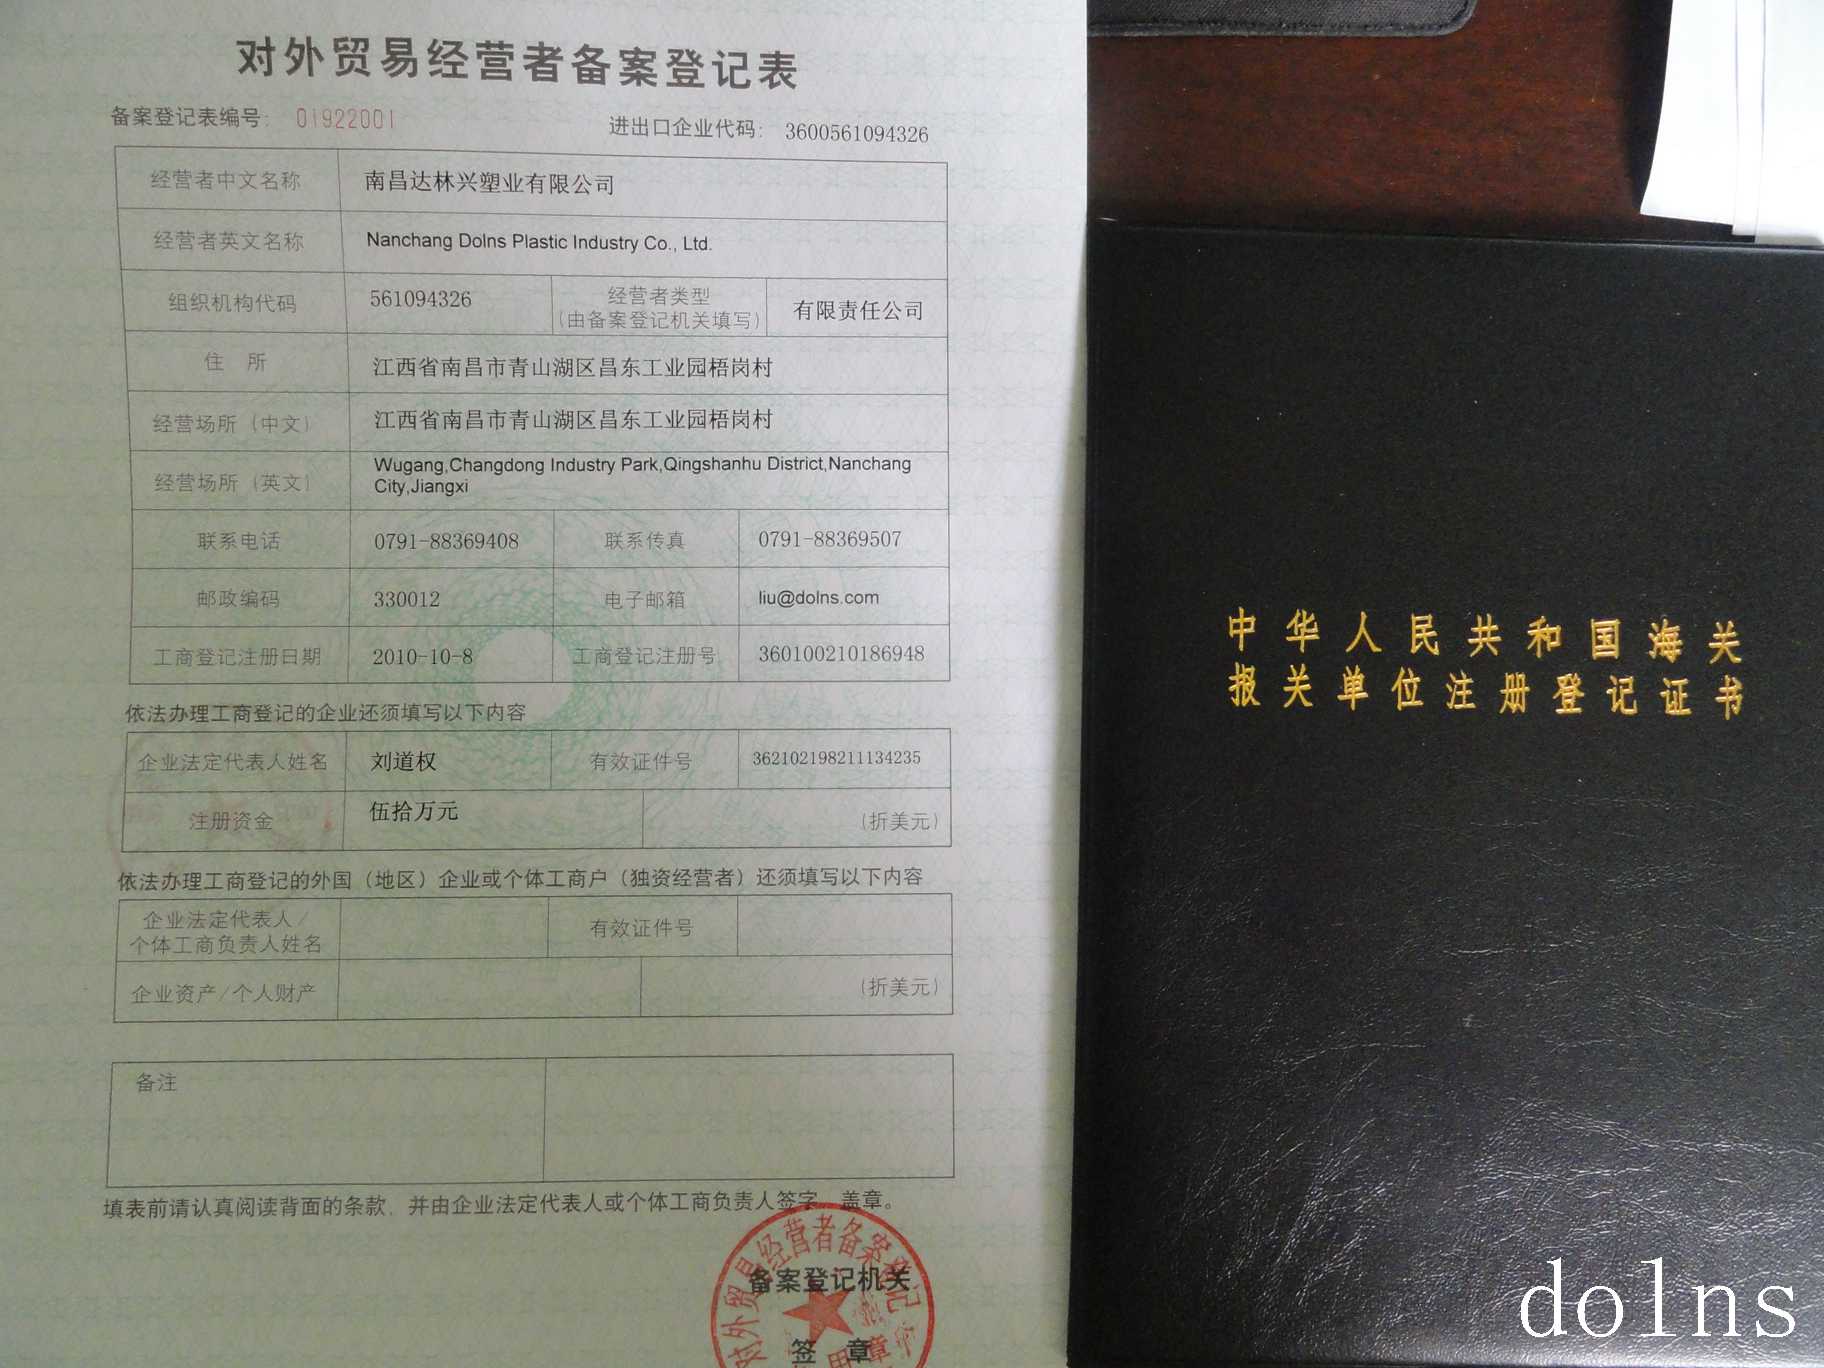 对外贸易经营者备案登记表
备案登记表编号: 01922001
进出口企业代码: 3600561094326
经营者中文名称 南昌达林兴塑业有限公司
经营者英文名称 Nanchang Dolns Plastic Industry Co., Ltd.
组织机构代码 561094326 经营者类型 有限责任公司
(由备案登记机关填写)
住 所 江西省南昌市青山湖区昌东工业园梧岗村
经营场所(中文) 江西省南昌市青山湖区昌东工业园梧岗村
经营场所(英文) Wugang,Changdong Industry Park,Qingshanhu District,Nanchang
City,Jiangxi
联系电话 0791-88369408 联系传真 0791-88369507
邮政编码 330012 电子邮箱 liu@dolns.com
工商登记注册日期 2010-10-8 工商登记注册号 360100210186948
依法办理工商登记的企业还须填写以下内容
企业法定代表人姓名 刘道权 有效证件号 362102198211134235
注册资金 伍拾万元 (折美元)
依法办理工商登记的外国(地区)企业或个体工商户(独资经营者)还须填写以下内容
企业法定代表人/
个体工商负责人姓名 有效证件号
企业资产/个人财产 (折美元)
备注
填表前请认真阅读背面的条款,并由企业法定代表人或个体工商负责人签字、盖章。
对外贸易经营者备案登记
备案登记机关
签 章
中华人民共和国海关
报关单位注册登记证书
dolns